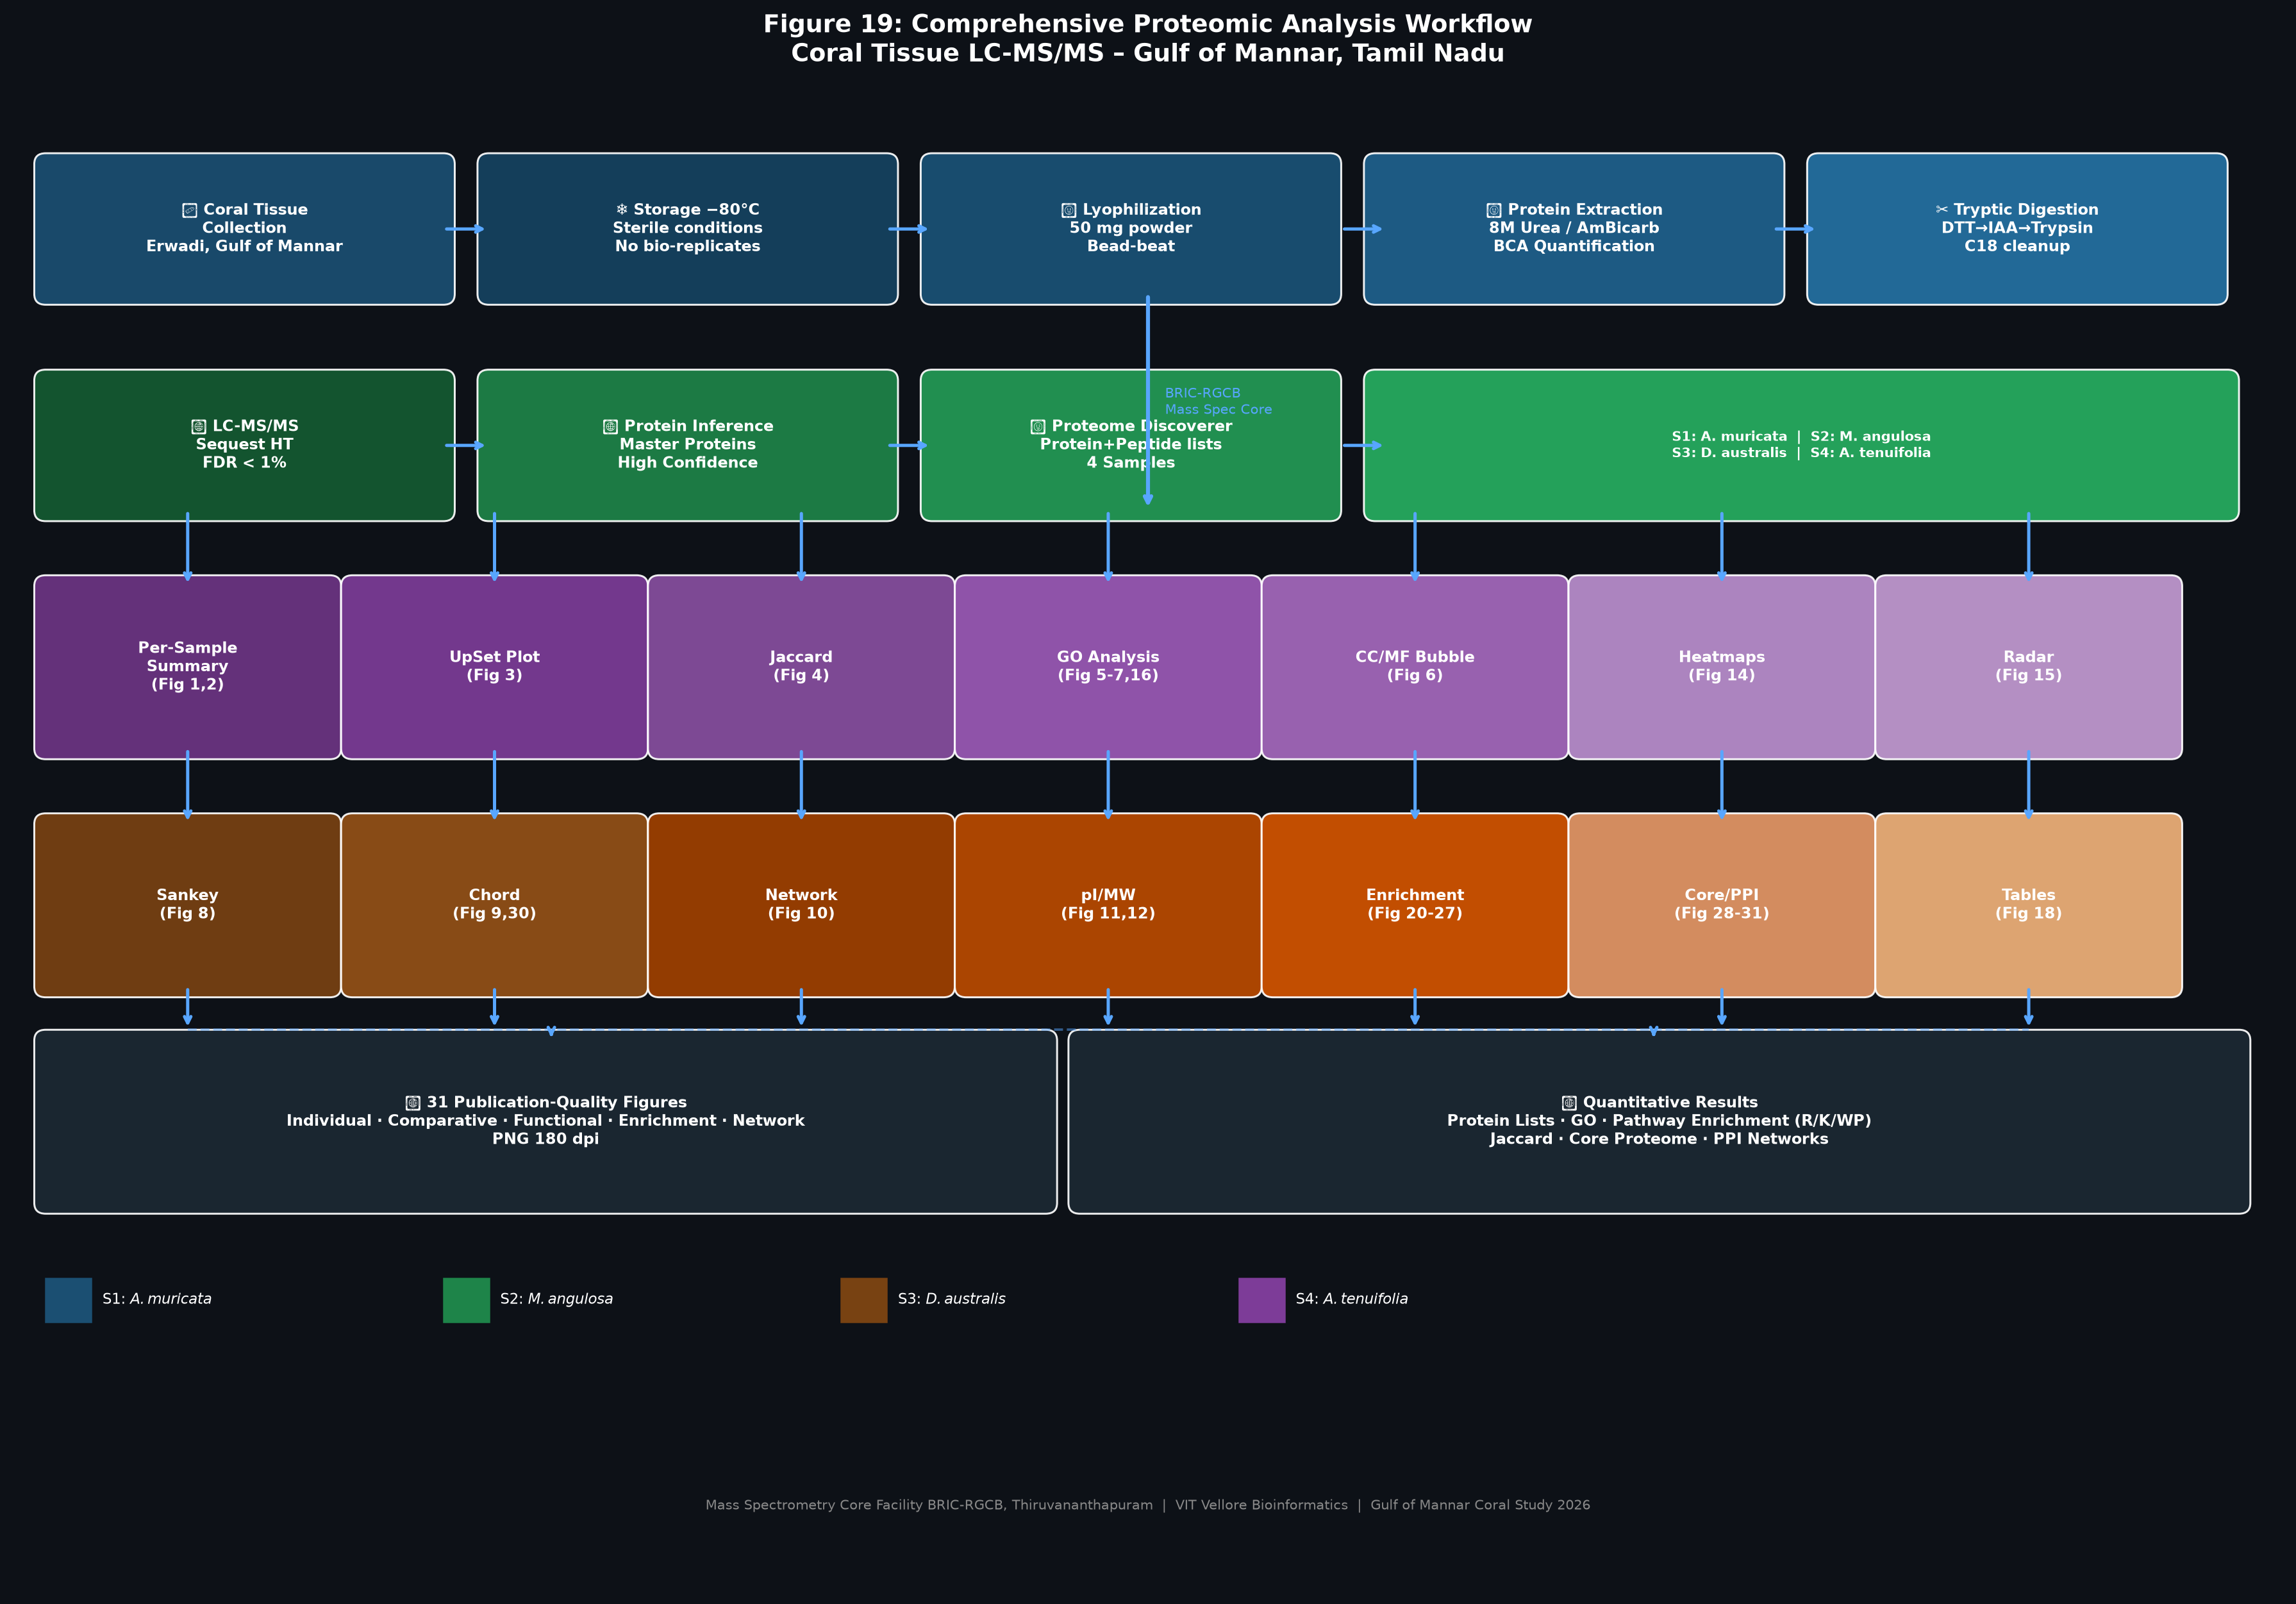 Figure 19: Comprehensive Proteomic Analysis Workflow
Coral Tissue LC-MS/MS – Gulf of Mannar, Tamil Nadu
Coral Tissue
Collection
Erwadi, Gulf of Mannar
❄ Storage −80°C
Sterile conditions
No bio-replicates
Lyophilization
50 mg powder
Bead-beat
Protein Extraction
8M Urea / AmBicarb
BCA Quantification
✂ Tryptic Digestion
DTT→IAA→Trypsin
C18 cleanup
LC-MS/MS
Sequest HT
FDR < 1%
Protein Inference
Master Proteins
High Confidence
BRIC-RGCB
Mass Spec Core
Proteome Discoverer
Protein+Peptide lists
4 Samples
S1: A. muricata | S2: M. angulosa
S3: D. australis | S4: A. tenuifolia
Per-Sample
Summary
(Fig 1,2)
UpSet Plot
(Fig 3)
Jaccard
(Fig 4)
GO Analysis
(Fig 5-7,16)
CC/MF Bubble
(Fig 6)
Heatmaps
(Fig 14)
Radar
(Fig 15)
Sankey
(Fig 8)
Chord
(Fig 9,30)
Network
(Fig 10)
pI/MW
(Fig 11,12)
Enrichment
(Fig 20-27)
Core/PPI
(Fig 28-31)
Tables
(Fig 18)
31 Publication-Quality Figures
Individual · Comparative · Functional · Enrichment · Network
PNG 180 dpi
Quantitative Results
Protein Lists · GO · Pathway Enrichment (R/K/WP)
Jaccard · Core Proteome · PPI Networks
S1: A. muricata
S2: M. angulosa
S3: D. australis
S4: A. tenuifolia
Mass Spectrometry Core Facility BRIC-RGCB, Thiruvananthapuram | VIT Vellore Bioinformatics | Gulf of Mannar Coral Study 2026